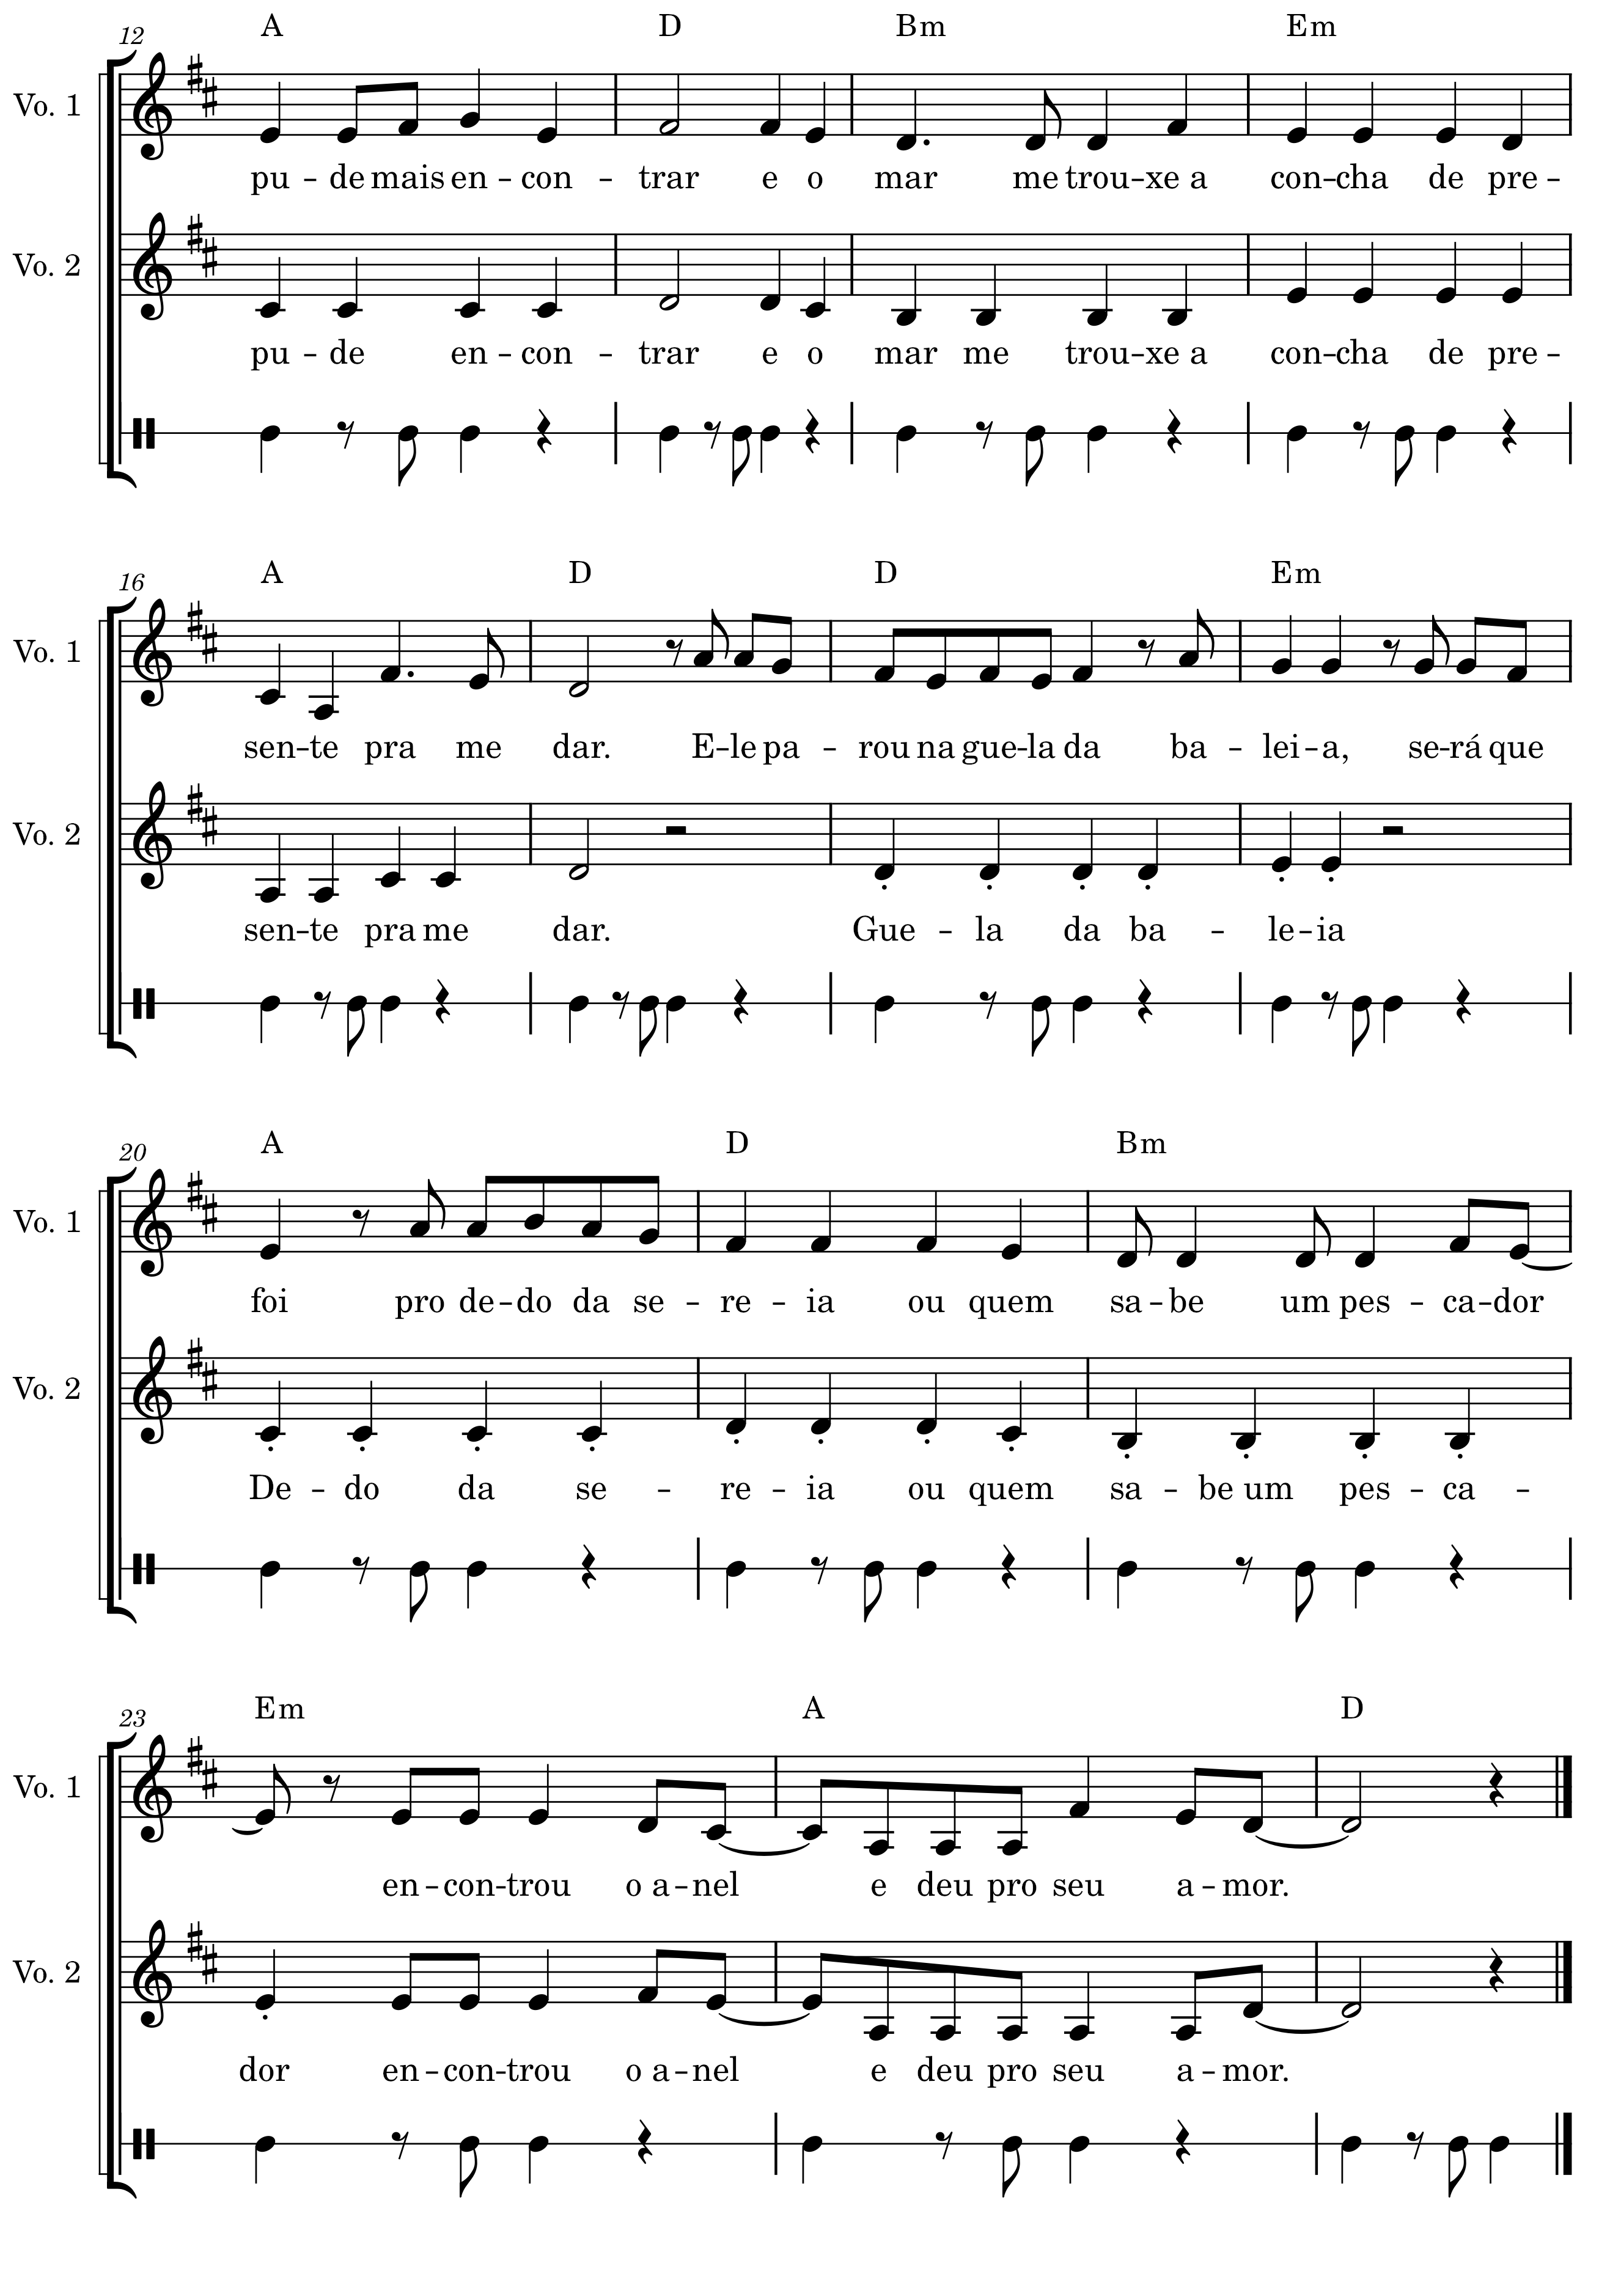 12 A D Bm Em
Vo. 1
pu – de mais en – con – trar e o mar me trou – xe a con – cha de pre –
Vo. 2
pu – de en – con – trar e o mar me trou – xe a con – cha de pre –
16 A D D Em
Vo. 1
sen – te pra me dar. E – le pa – rou na gue – la da ba – lei – a, se – rá que
Vo. 2
sen – te pra me dar. Gue – la da ba – le – ia
20 A D Bm
Vo. 1
foi pro de – do da se – re – ia ou quem sa – be um pes – ca – dor
Vo. 2
De – do da se – re – ia ou quem sa – be um pes – ca –
23 Em A D
Vo. 1
en – con – trou o a – nel e deu pro seu a – mor.
Vo. 2
dor en – con – trou o a – nel e deu pro seu a – mor.